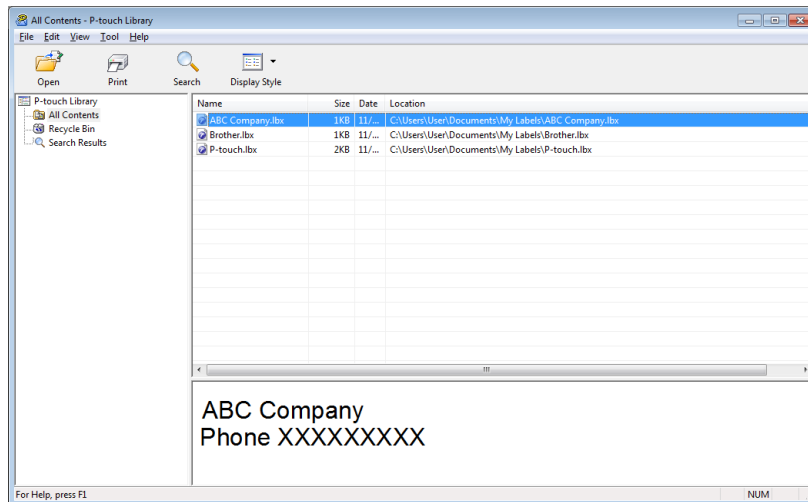 All Contents - P-touch Library
File Edit View Tool Help
Open Print Search Display Style
P-touch Library
All Contents
Recycle Bin
Search Results
Name Size Date Location
ABC Company.lbx 1KB 11/... C:\Users\User\Documents\My Labels\ABC Company.lbx
Brother.lbx 1KB 11/... C:\Users\User\Documents\My Labels\Brother.lbx
P-touch.lbx 2KB 11/... C:\Users\User\Documents\My Labels\P-touch.lbx
ABC Company
Phone XXXXXXXXX
For Help, press F1 NUM